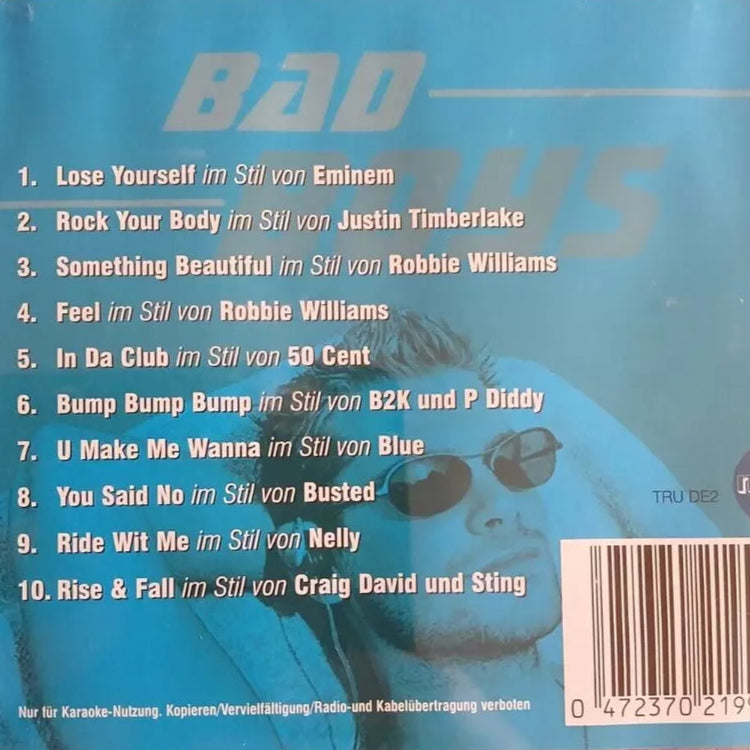 BAD
BOYS
1. Lose Yourself im Stil von Eminem
2. Rock Your Body im Stil von Justin Timberlake
3. Something Beautiful im Stil von Robbie Williams
4. Feel im Stil von Robbie Williams
5. In Da Club im Stil von 50 Cent
6. Bump Bump Bump im Stil von B2K und P Diddy
7. U Make Me Wanna im Stil von Blue
8. You Said No im Stil von Busted
9. Ride Wit Me im Stil von Nelly
10. Rise & Fall im Stil von Craig David und Sting
TRU DE2
Nur für Karaoke-Nutzung. Kopieren/Vervielfältigung/Radio-und Kabelübertragung verboten
0 472370 219